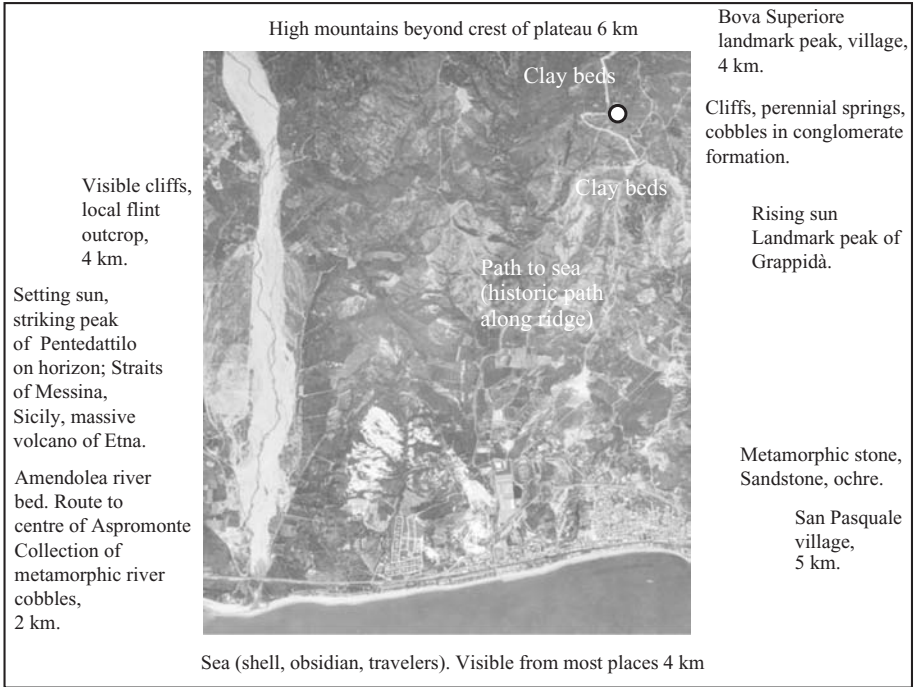 High mountains beyond crest of plateau 6 km
Bova Superiore
landmark peak, village,
4 km.
Clay beds
Cliffs, perennial springs,
cobbles in conglomerate
formation.
Visible cliffs,
local flint
outcrop,
4 km.
Clay beds
Rising sun
Landmark peak of
Grappidà.
Path to sea
(historic path
along ridge)
Setting sun,
striking peak
of Pentedattilo
on horizon; Straits
of Messina,
Sicily, massive
volcano of Etna.
Metamorphic stone,
Sandstone, ochre.
Amendolea river
bed. Route to
centre of Aspromonte
Collection of
metamorphic river
cobbles,
2 km.
San Pasquale
village,
5 km.
Sea (shell, obsidian, travelers). Visible from most places 4 km